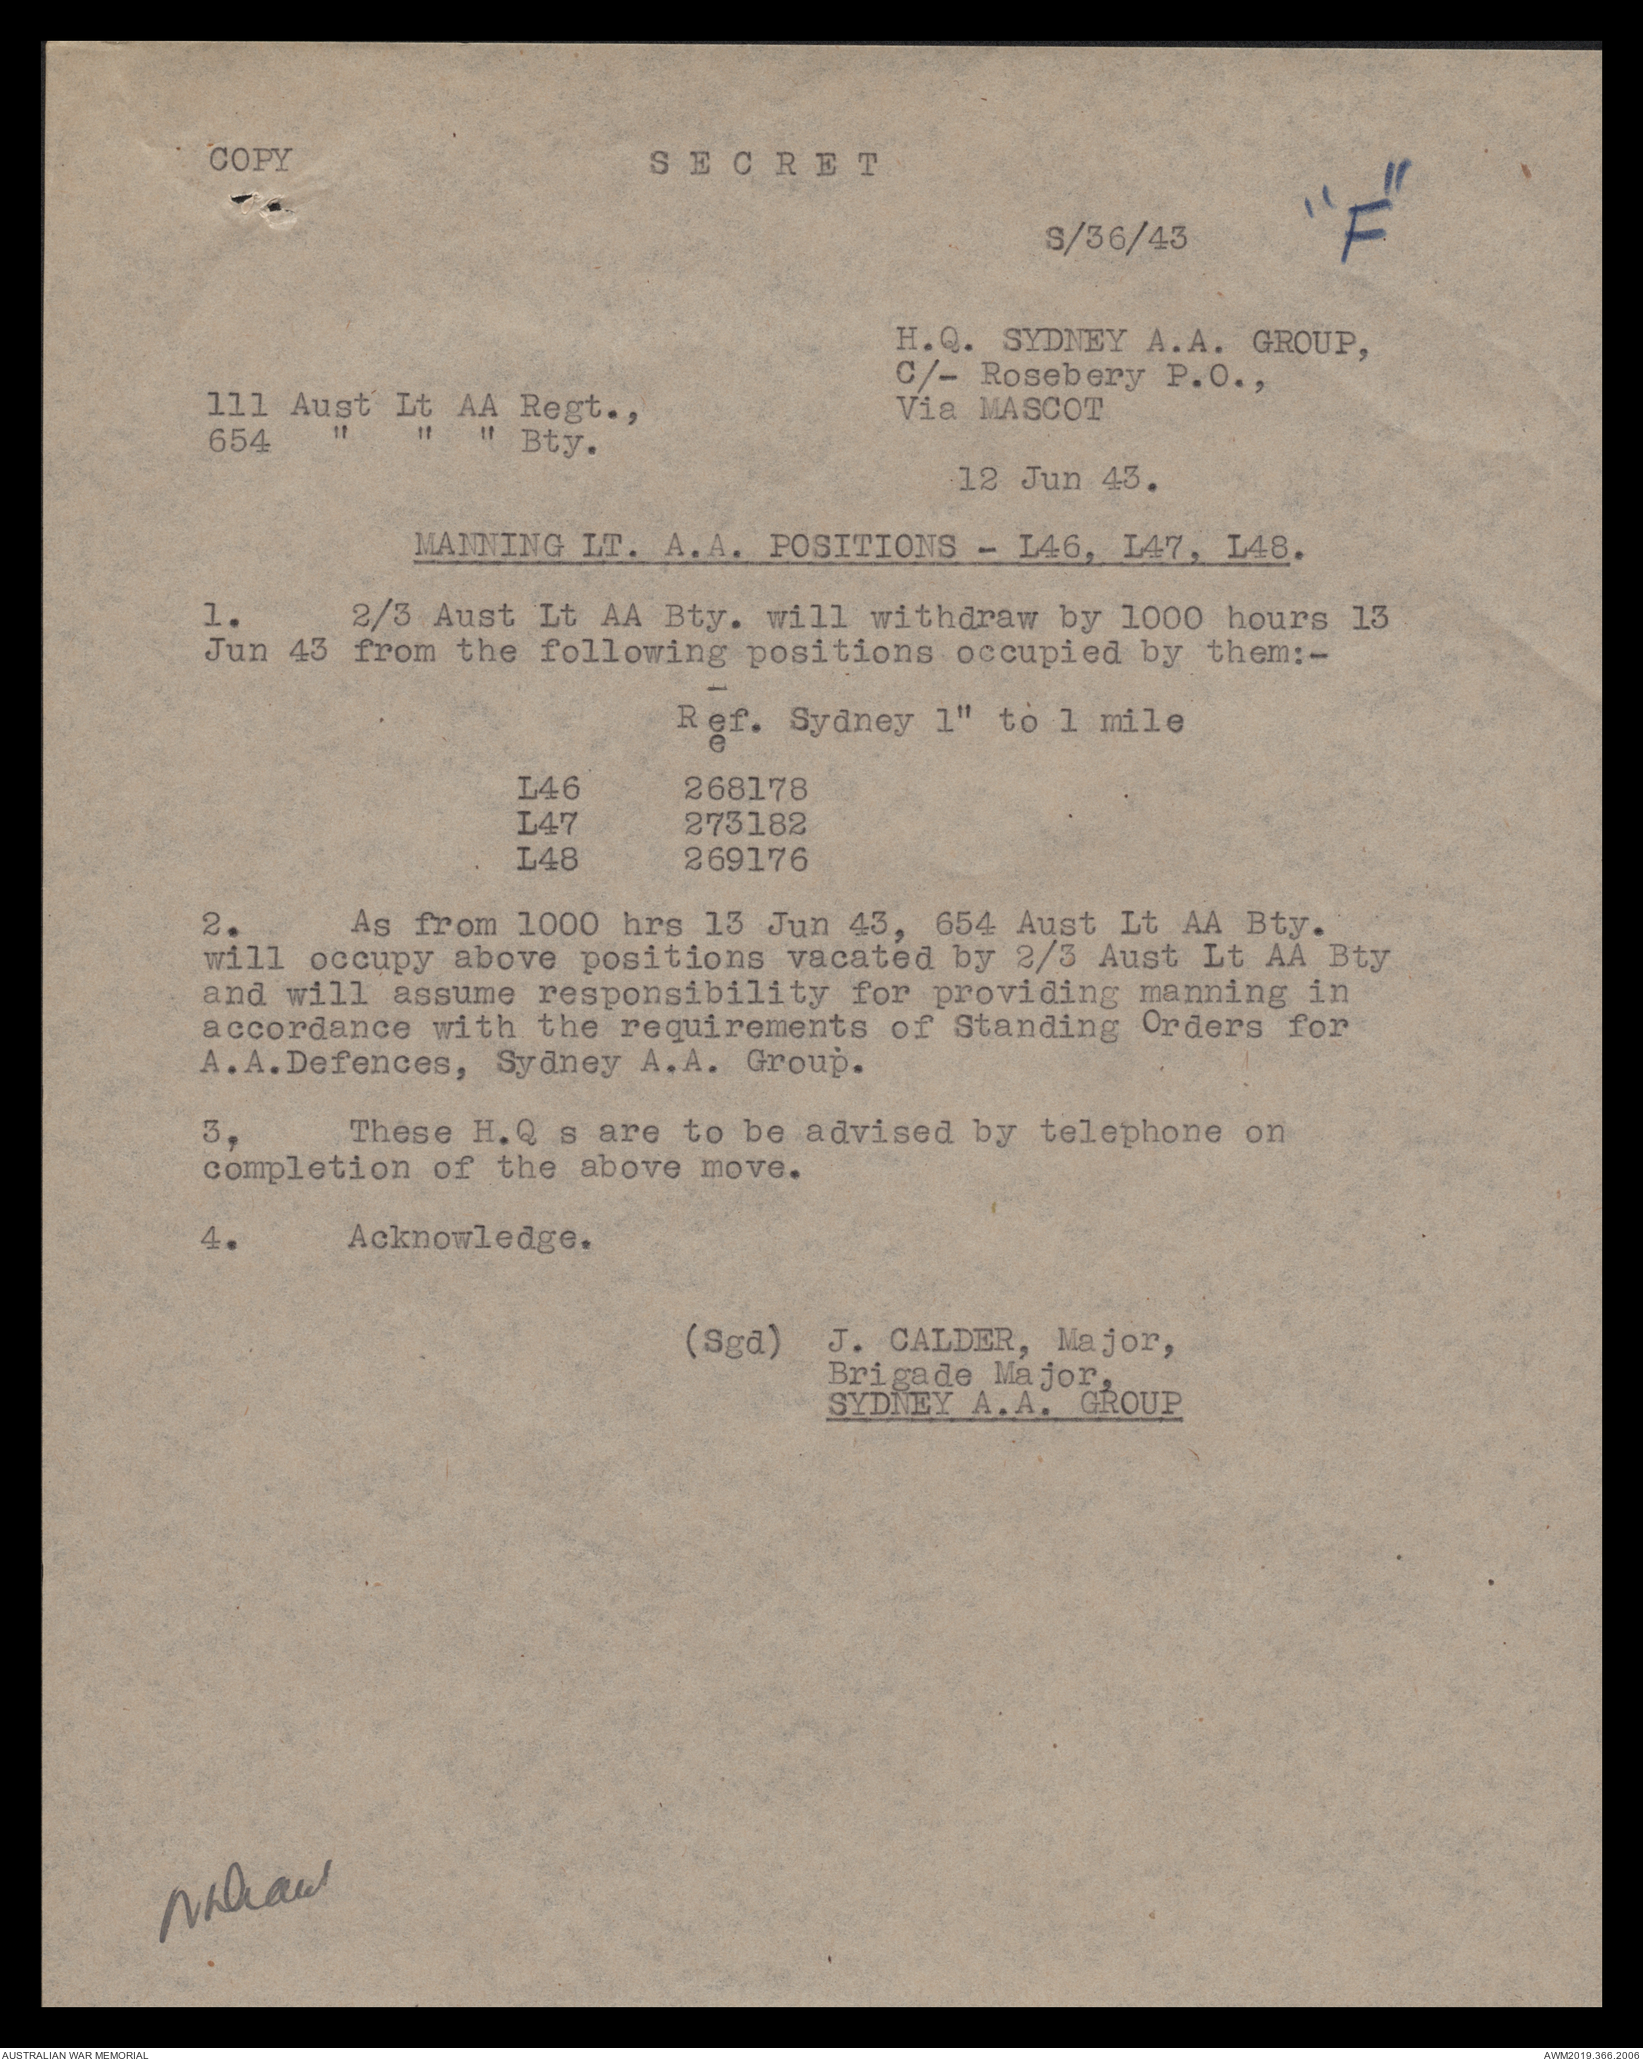 COPY
S E C R E T
"F"
S/36/43
H.Q. SYDNEY A.A. GROUP,
C/- Rosebery P.O.,
Via MASCOT
111 Aust Lt AA Regt.,
654 " " " Bty.
12 Jun 43.
MANNING LT. A.A. POSITIONS - L46, L47, L48.
1. 2/3 Aust Lt AA Bty. will withdraw by 1000 hours 13
Jun 43 from the following positions occupied by them:-
Ref. Sydney 1" to 1 mile
L46 268178
L47 273182
L48 269176
2. As from 1000 hrs 13 Jun 43, 654 Aust Lt AA Bty.
will occupy above positions vacated by 2/3 Aust Lt AA Bty
and will assume responsibility for providing manning in
accordance with the requirements of Standing Orders for
A.A.Defences, Sydney A.A. Group.
3, These H.Q s are to be advised by telephone on
completion of the above move.
4. Acknowledge.
(Sgd) J. CALDER, Major,
Brigade Major,
SYDNEY A.A. GROUP
AUSTRALIAN WAR MEMORIAL
AWM2019.366.2006